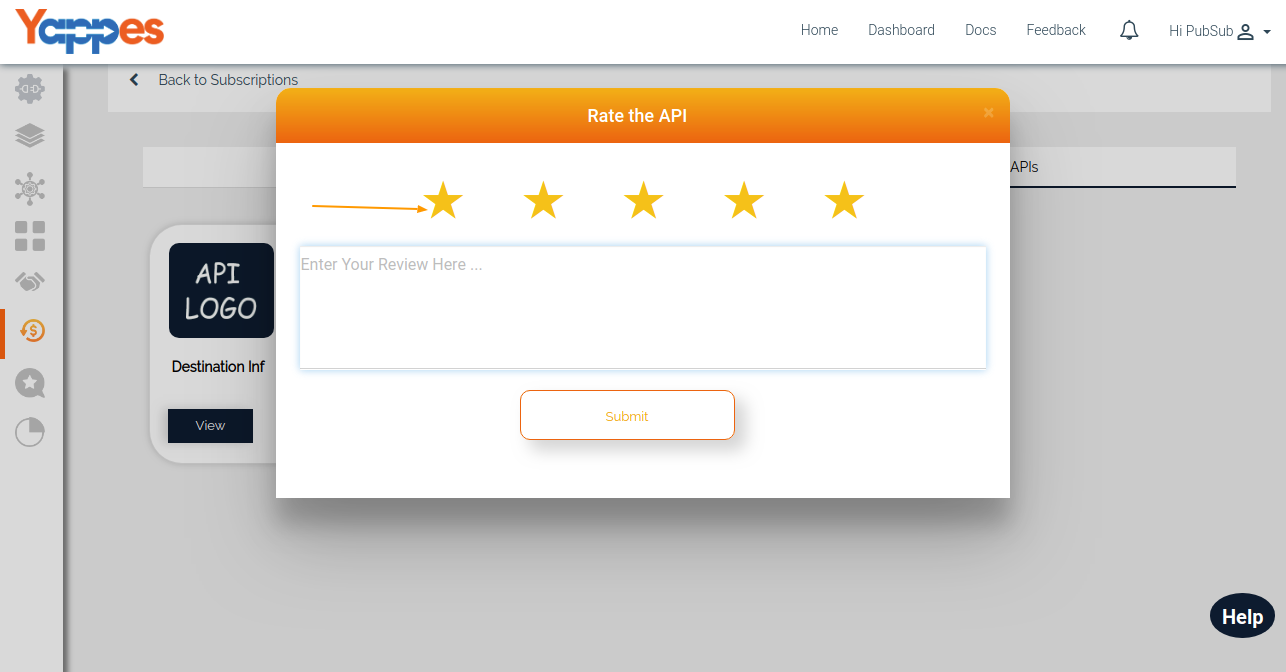 Yappes
Home Dashboard Docs Feedback Hi PubSub
Back to Subscriptions
Rate the API
×
APIs
Enter Your Review Here ...
API
LOGO
Destination Inf
View
Submit
Help